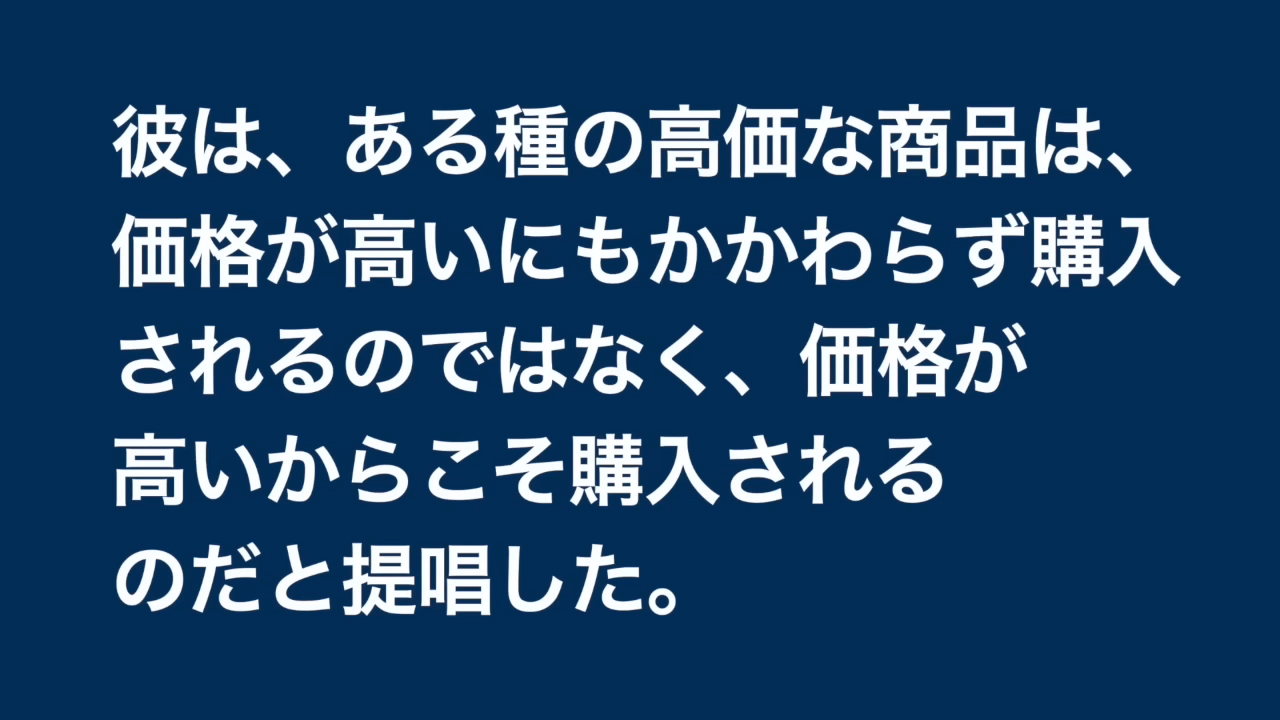 彼は、ある種の高価な商品は、
価格が高いにもかかわらず購入
されるのではなく、価格が
高いからこそ購入される
のだと提唱した。